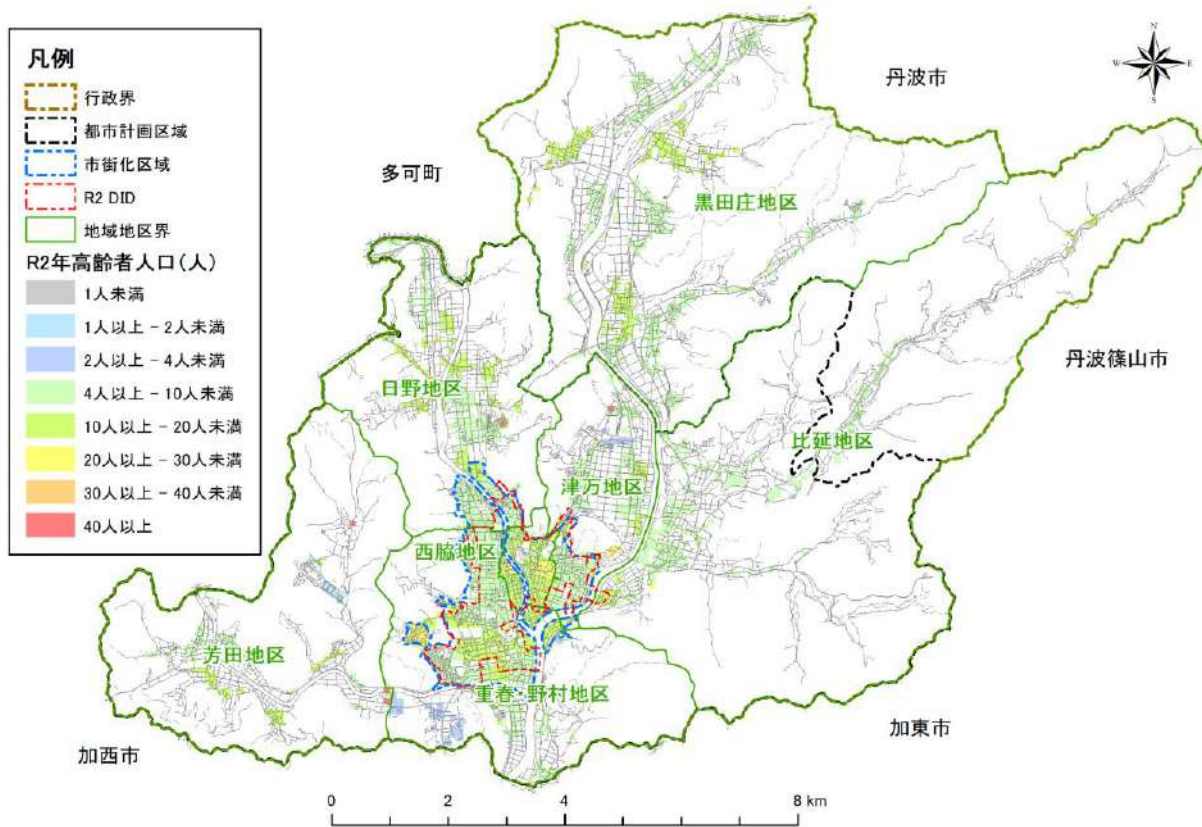 凡例
行政界
都市計画区域
市街化区域
R2 DID
地域地区界
R2年高齢者人口(人)
1人未満
1人以上 - 2人未満
2人以上 - 4人未満
4人以上 - 10人未満
10人以上 - 20人未満
20人以上 - 30人未満
30人以上 - 40人未満
40人以上
N
W
E
S
丹波市
多可町
黒田庄地区
丹波篠山市
日野地区
比延地区
津万地区
西脇地区
芳田地区
重春・野村地区
加西市
加東市
0 2 4 8 km